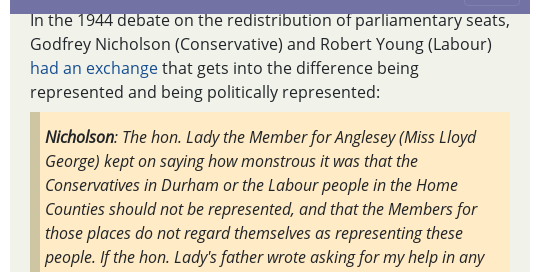 In the 1944 debate on the redistribution of parliamentary seats,
Godfrey Nicholson (Conservative) and Robert Young (Labour)
had an exchange that gets into the difference being
represented and being politically represented:
Nicholson: The hon. Lady the Member for Anglesey (Miss Lloyd
George) kept on saying how monstrous it was that the
Conservatives in Durham or the Labour people in the Home
Counties should not be represented, and that the Members for
those places do not regard themselves as representing these
people. If the hon. Lady's father wrote asking for my help in any